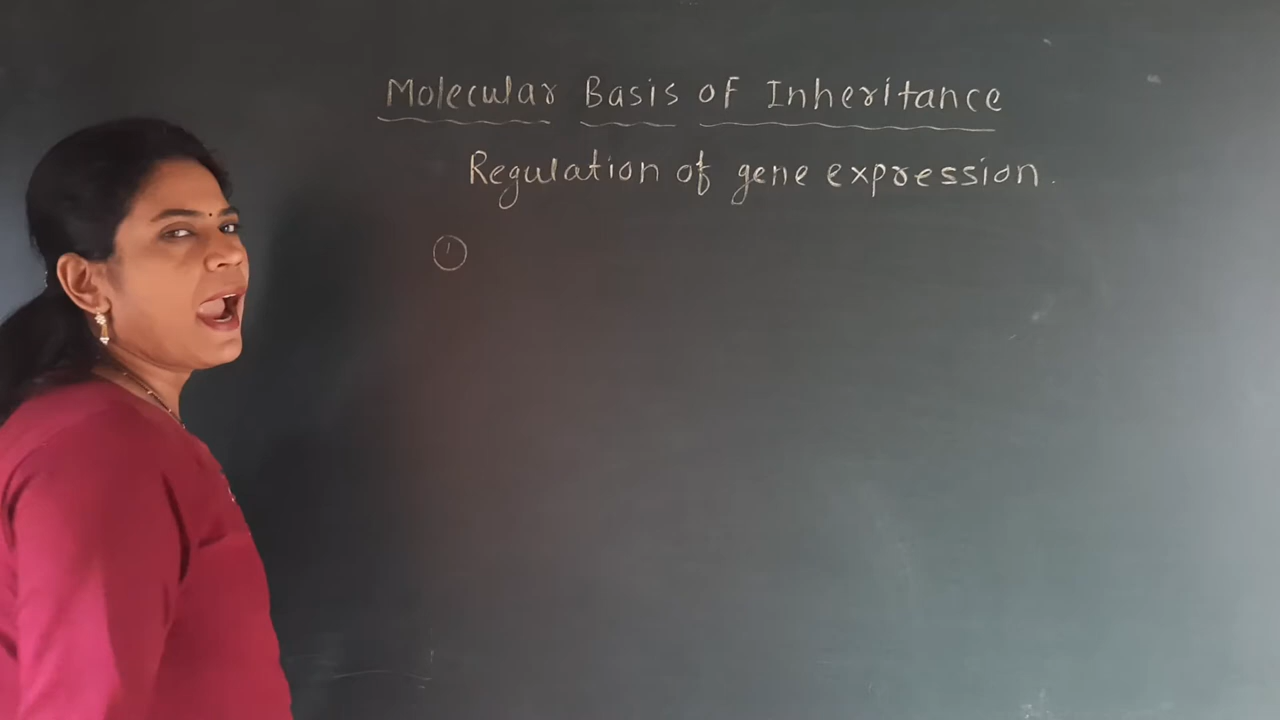 Molecular Basis of Inheritance
Regulation of gene expression.
①